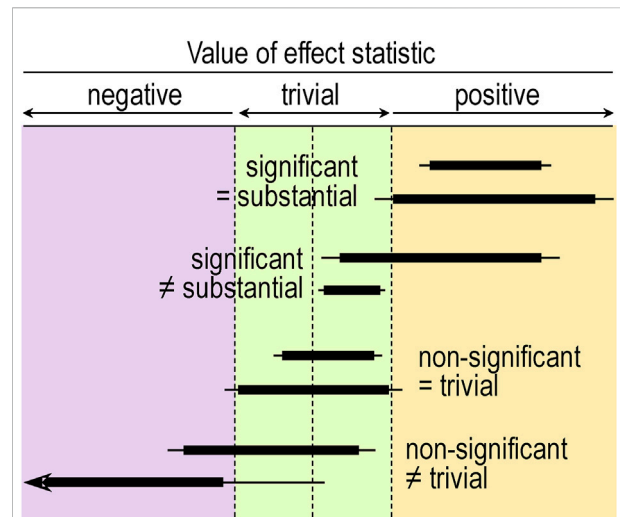 Value of effect statistic
negative trivial positive
significant
= substantial
significant
≠ substantial
non-significant
= trivial
non-significant
≠ trivial